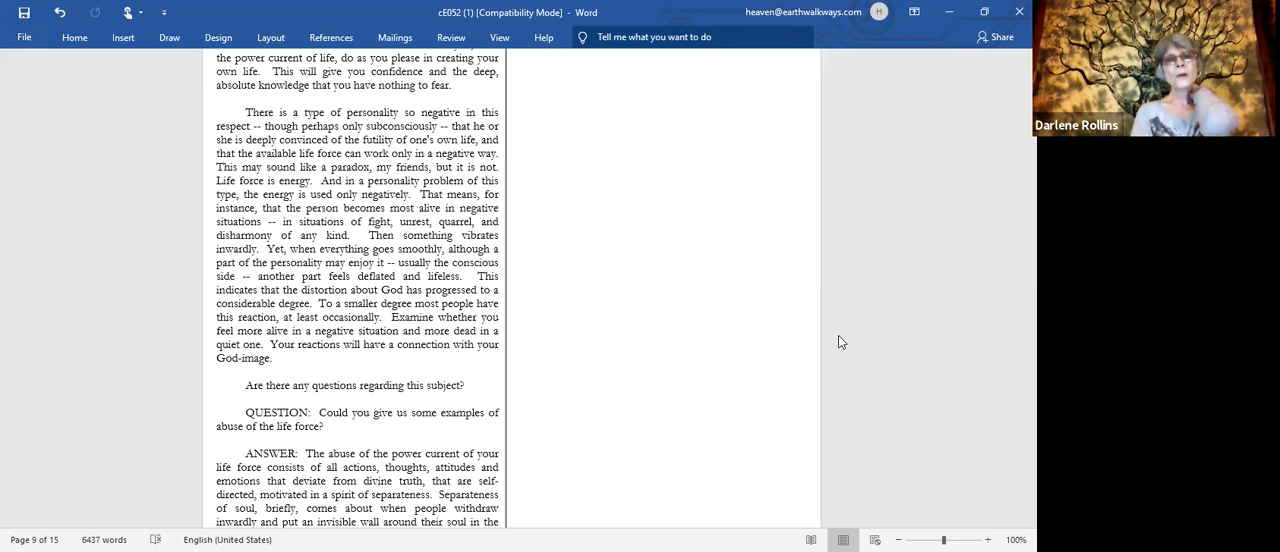 cE052 (1) [Compatibility Mode] - Word
heaven@earthwalkways.com
H
File Home Insert Draw Design Layout References Mailings Review View Help Tell me what you want to do Share
the power current of life, do as you please in creating your
own life. This will give you confidence and the deep,
absolute knowledge that you have nothing to fear.
There is a type of personality so negative in this
respect -- though perhaps only subconsciously -- that he or
she is deeply convinced of the futility of one's own life, and
that the available life force can work only in a negative way.
This may sound like a paradox, my friends, but it is not.
Life force is energy. And in a personality problem of this
type, the energy is used only negatively. That means, for
instance, that the person becomes most alive in negative
situations -- in situations of fight, unrest, quarrel, and
disharmony of any kind. Then something vibrates
inwardly. Yet, when everything goes smoothly, although a
part of the personality may enjoy it -- usually the conscious
side -- another part feels deflated and lifeless. This
indicates that the distortion about God has progressed to a
considerable degree. To a smaller degree most people have
this reaction, at least occasionally. Examine whether you
feel more alive in a negative situation and more dead in a
quiet one. Your reactions will have a connection with your
God-image.
Are there any questions regarding this subject?
QUESTION: Could you give us some examples of
abuse of the life force?
ANSWER: The abuse of the power current of your
life force consists of all actions, thoughts, attitudes and
emotions that deviate from divine truth, that are self-
directed, motivated in a spirit of separateness. Separateness
of soul, briefly, comes about when people withdraw
inwardly and put an invisible wall around their soul in the
Darlene Rollins
Page 9 of 15 6437 words English (United States) 100%